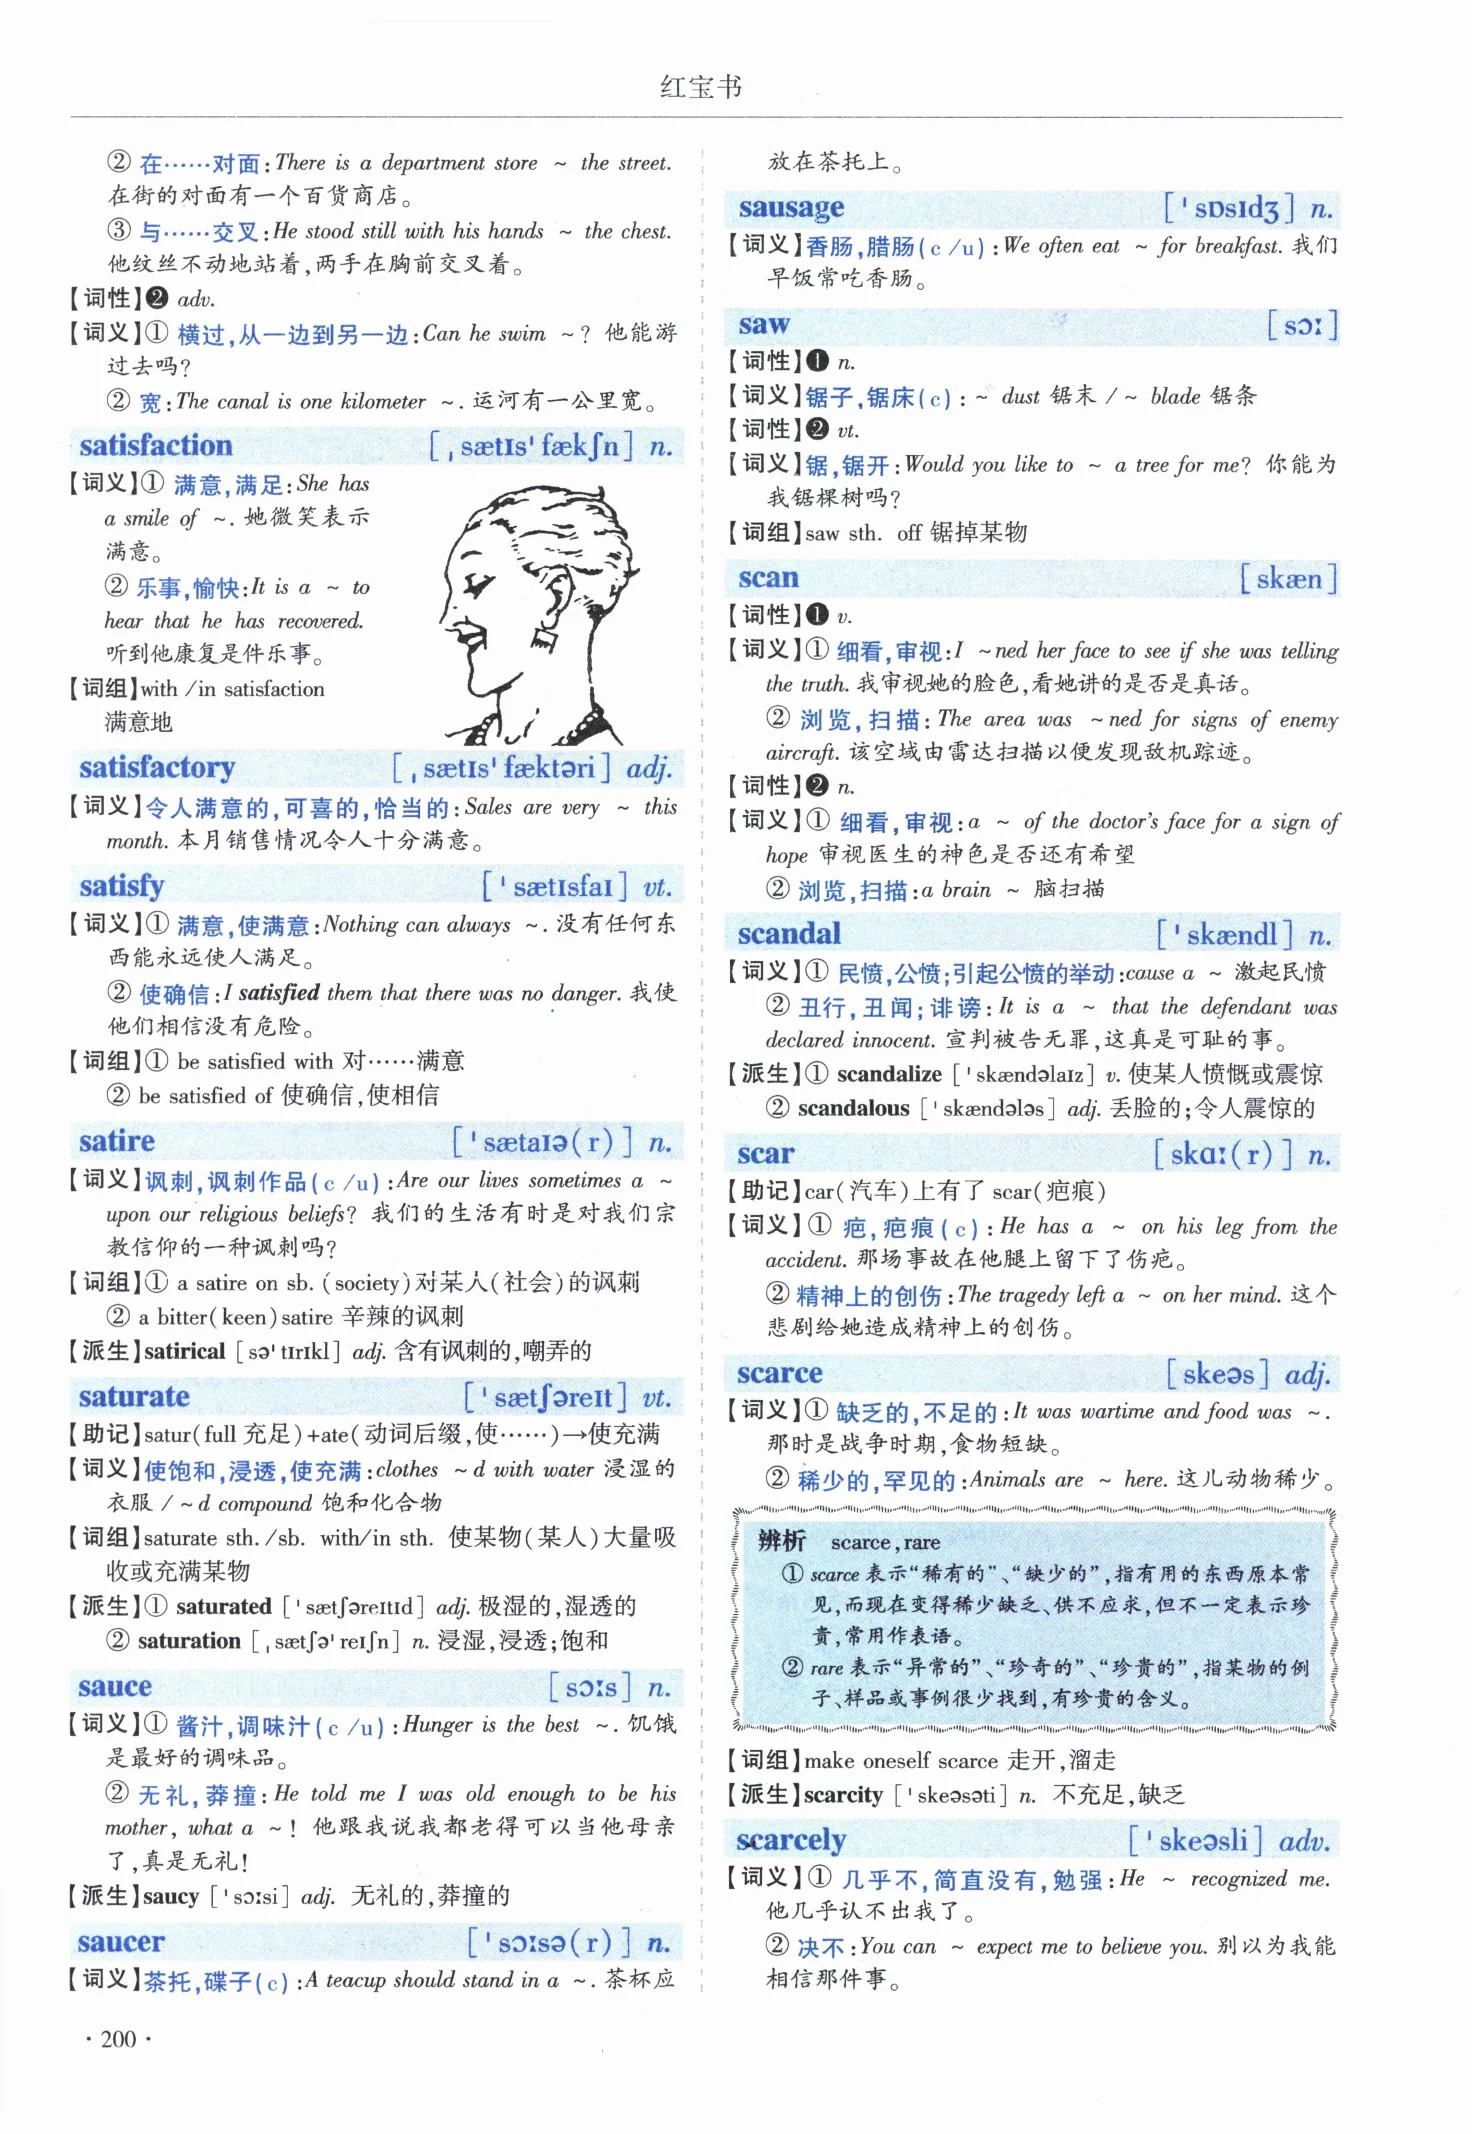 红宝书
② 在……对面:There is a department store ~ the street.
在街的对面有一个百货商店。
③ 与……交叉:He stood still with his hands ~ the chest.
他纹丝不动地站着,两手在胸前交叉着。
【词性】❷ adv.
【词义】① 横过,从一边到另一边:Can he swim ~? 他能游
过去吗?
② 宽:The canal is one kilometer ~. 运河有一公里宽。
satisfaction [ˌsætɪsˈfækʃn] n.
【词义】① 满意,满足:She has
a smile of ~. 她微笑表示
满意。
② 乐事,愉快:It is a ~ to
hear that he has recovered.
听到他康复是件乐事。
【词组】with /in satisfaction
满意地
satisfactory [ˌsætɪsˈfæktəri] adj.
【词义】令人满意的,可喜的,恰当的:Sales are very ~ this
month. 本月销售情况令人十分满意。
satisfy [ˈsætɪsfaɪ] vt.
【词义】① 满意,使满意:Nothing can always ~. 没有任何东
西能永远使人满足。
② 使确信:I satisfied them that there was no danger. 我使
他们相信没有危险。
【词组】① be satisfied with 对……满意
② be satisfied of 使确信,使相信
satire [ˈsætaɪə(r)] n.
【词义】讽刺,讽刺作品(c /u):Are our lives sometimes a ~
upon our religious beliefs? 我们的生活有时是对我们宗
教信仰的一种讽刺吗?
【词组】① a satire on sb. (society)对某人(社会)的讽刺
② a bitter(keen)satire 辛辣的讽刺
【派生】satirical [səˈtɪrɪkl] adj. 含有讽刺的,嘲弄的
saturate [ˈsætʃəreɪt] vt.
【助记】satur(full 充足)+ate(动词后缀,使……)→使充满
【词义】使饱和,浸透,使充满:clothes ~d with water 浸湿的
衣服 / ~d compound 饱和化合物
【词组】saturate sth. /sb. with/in sth. 使某物(某人)大量吸
收或充满某物
【派生】① saturated [ˈsætʃəreɪtɪd] adj. 极湿的,湿透的
② saturation [ˌsætʃəˈreɪʃn] n. 浸湿,浸透;饱和
sauce [sɔːs] n.
【词义】① 酱汁,调味汁(c /u):Hunger is the best ~. 饥饿
是最好的调味品。
② 无礼,莽撞:He told me I was old enough to be his
mother, what a ~! 他跟我说我都老得可以当他母亲
了,真是无礼!
【派生】saucy [ˈsɔːsi] adj. 无礼的,莽撞的
saucer [ˈsɔːsə(r)] n.
【词义】茶托,碟子(c):A teacup should stand in a ~. 茶杯应
放在茶托上。
sausage [ˈsɒsɪdʒ] n.
【词义】香肠,腊肠(c /u):We often eat ~ for breakfast. 我们
早饭常吃香肠。
saw [sɔː]
【词性】❶ n.
【词义】锯子,锯床(c): ~ dust 锯末 / ~ blade 锯条
【词性】❷ vt.
【词义】锯,锯开:Would you like to ~ a tree for me? 你能为
我锯棵树吗?
【词组】saw sth. off 锯掉某物
scan [skæn]
【词性】❶ v.
【词义】① 细看,审视:I ~ned her face to see if she was telling
the truth. 我审视她的脸色,看她讲的是否是真话。
② 浏览,扫描:The area was ~ned for signs of enemy
aircraft. 该空域由雷达扫描以便发现敌机踪迹。
【词性】❷ n.
【词义】① 细看,审视:a ~ of the doctor's face for a sign of
hope 审视医生的神色是否还有希望
② 浏览,扫描:a brain ~ 脑扫描
scandal [ˈskændl] n.
【词义】① 民愤,公愤;引起公愤的举动:cause a ~ 激起民愤
② 丑行,丑闻;诽谤:It is a ~ that the defendant was
declared innocent. 宣判被告无罪,这真是可耻的事。
【派生】① scandalize [ˈskændəlaɪz] v. 使某人愤慨或震惊
② scandalous [ˈskændələs] adj. 丢脸的;令人震惊的
scar [skɑː(r)] n.
【助记】car(汽车)上有了 scar(疤痕)
【词义】① 疤,疤痕(c): He has a ~ on his leg from the
accident. 那场事故在他腿上留下了伤疤。
② 精神上的创伤:The tragedy left a ~ on her mind. 这个
悲剧给她造成精神上的创伤。
scarce [skeəs] adj.
【词义】① 缺乏的,不足的:It was wartime and food was ~.
那时是战争时期,食物短缺。
② 稀少的,罕见的:Animals are ~ here. 这儿动物稀少。
辨析 scarce,rare
① scarce 表示“稀有的”、“缺少的”,指有用的东西原本常
见,而现在变得稀少缺乏、供不应求,但不一定表示珍
贵,常用作表语。
② rare 表示“异常的”、“珍奇的”、“珍贵的”,指某物的例
子、样品或事例很少找到,有珍贵的含义。
【词组】make oneself scarce 走开,溜走
【派生】scarcity [ˈskeəsəti] n. 不充足,缺乏
scarcely [ˈskeəsli] adv.
【词义】① 几乎不,简直没有,勉强:He ~ recognized me.
他几乎认不出我了。
② 决不:You can ~ expect me to believe you. 别以为我能
相信那件事。
· 200 ·